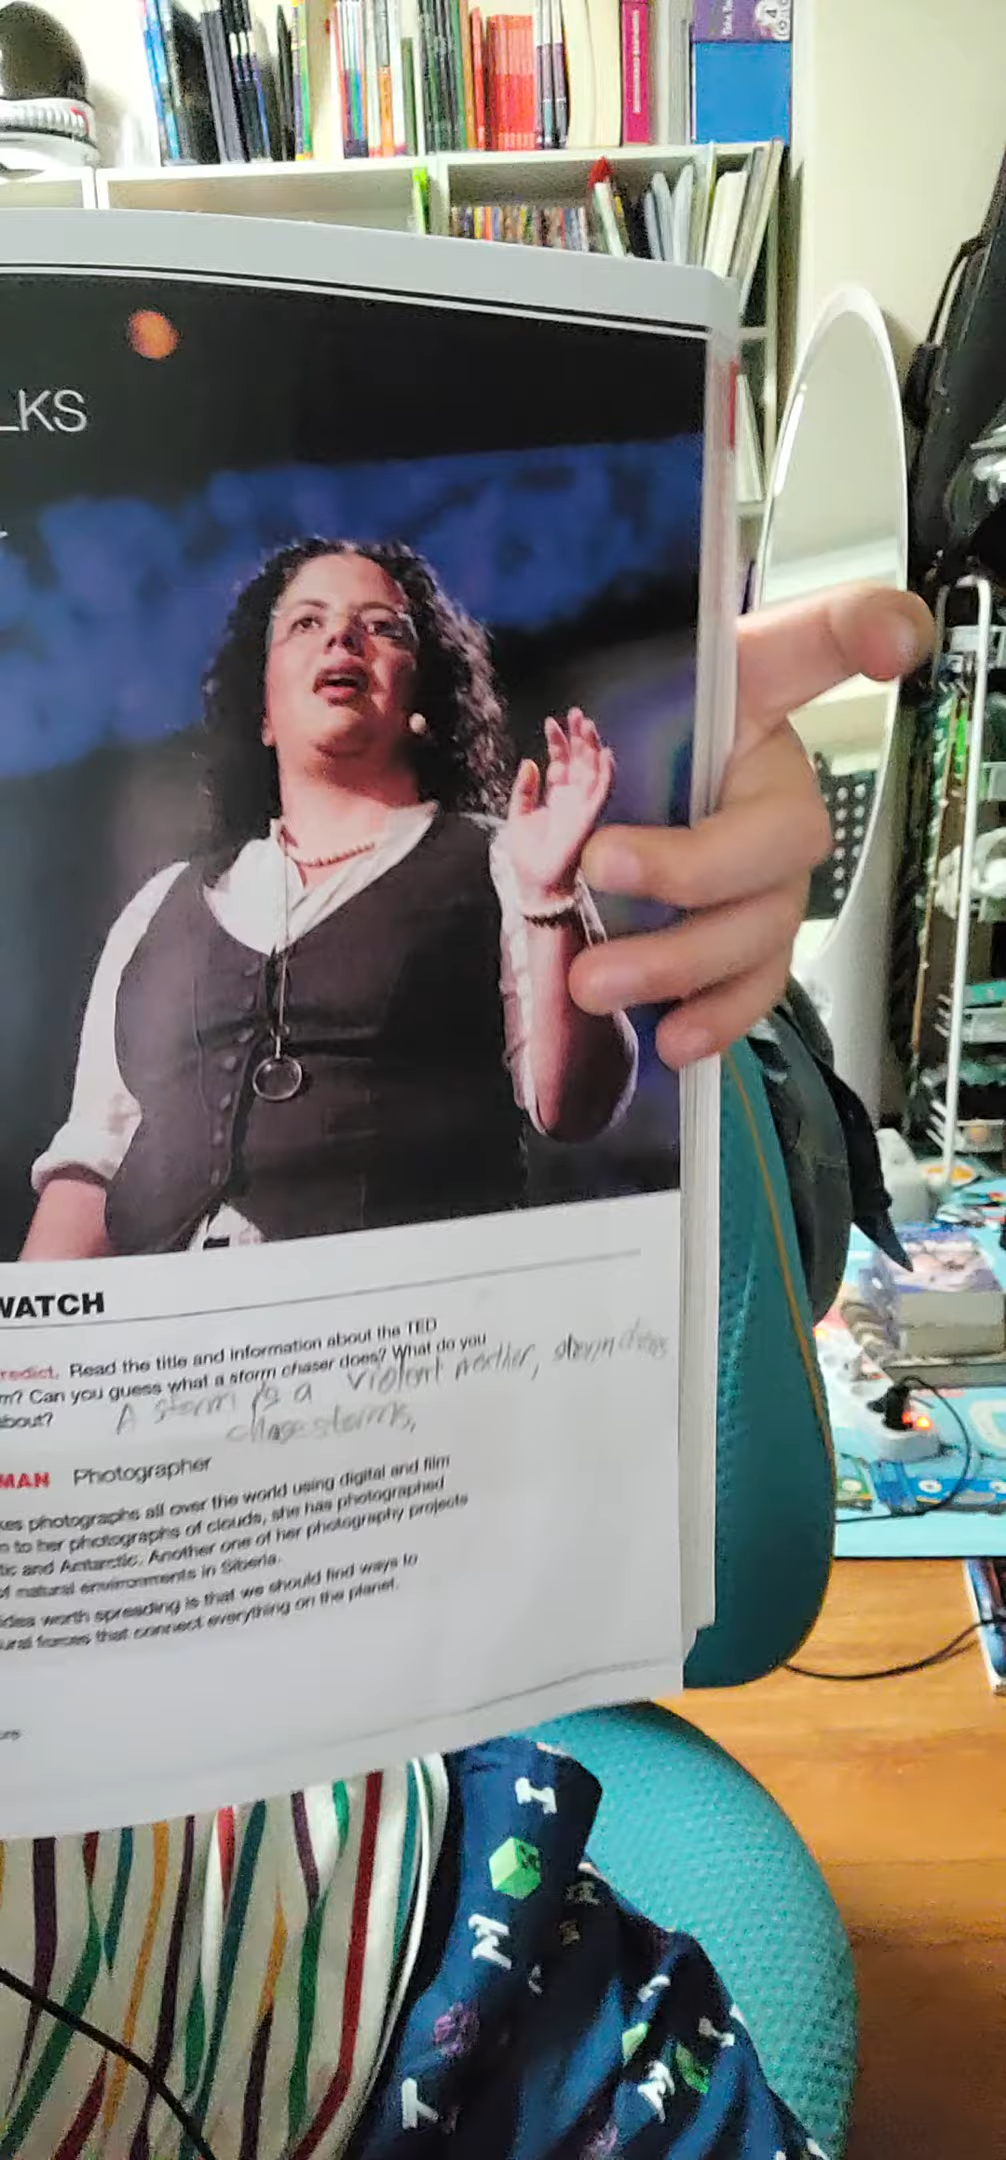 LKS
WATCH
redict. Read the title and information about the TED
m? Can you guess what a storm chaser does? What do you
about?
A storm is a violent weather, storm
chase storms,
MAN Photographer
kes photographs all over the world using digital and film
n to her photographs of clouds, she has photographed
tic and Antarctic. Another one of her photography projects
of natural environments in Siberia.
idea worth spreading is that we should find ways to
ural forces that connect everything on the planet.
I
M
T